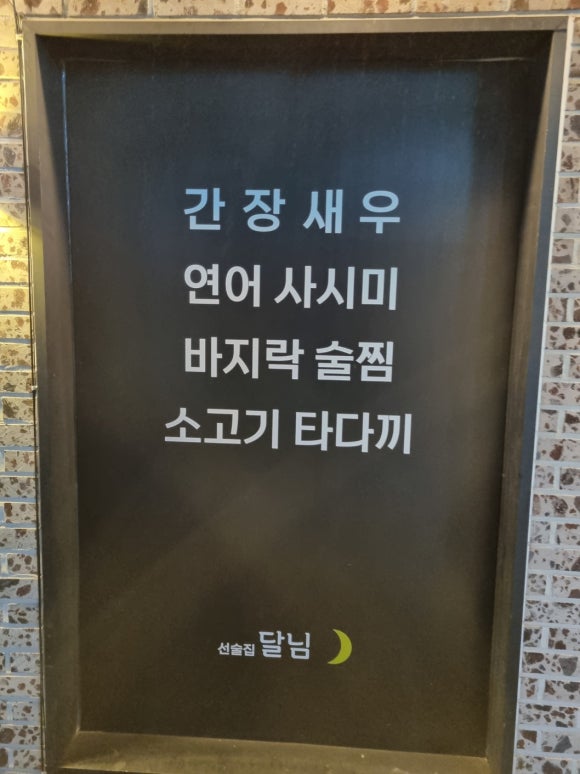 간장새우
연어 사시미
바지락 술찜
소고기 타다끼
선술집 달님